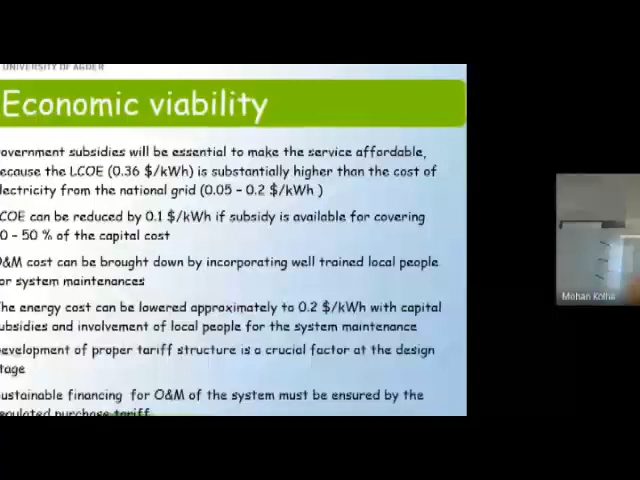 UNIVERSITY OF AGDER
Economic viability
overnment subsidies will be essential to make the service affordable,
ecause the LCOE (0.36 $/kWh) is substantially higher than the cost of
lectricity from the national grid (0.05 – 0.2 $/kWh )
COE can be reduced by 0.1 $/kWh if subsidy is available for covering
0 – 50 % of the capital cost
O&M cost can be brought down by incorporating well trained local people
or system maintenances
he energy cost can be lowered approximately to 0.2 $/kWh with capital
ubsidies and involvement of local people for the system maintenance
evelopment of proper tariff structure is a crucial factor at the design
tage
ustainable financing for O&M of the system must be ensured by the
egulated purchase tariff
Mohan Kolhe